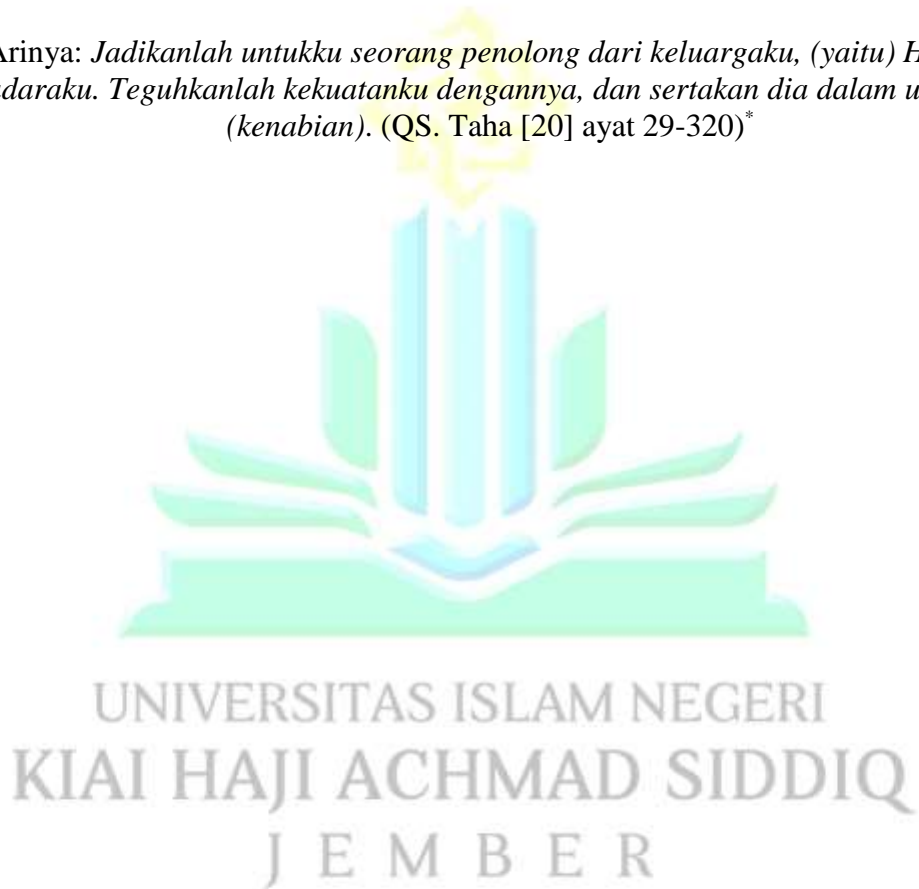 Arinya: Jadikanlah untukku seorang penolong dari keluargaku, (yaitu)
Teguhkanlah kekuatanku dengannya, dan sertakan dia dalam
(kenabian). (QS. Taha [20] ayat 29-320)*
UNIVERSITAS ISLAM NEGERI
KIAI HAJI ACHMAD SIDDIQ
JEMBER